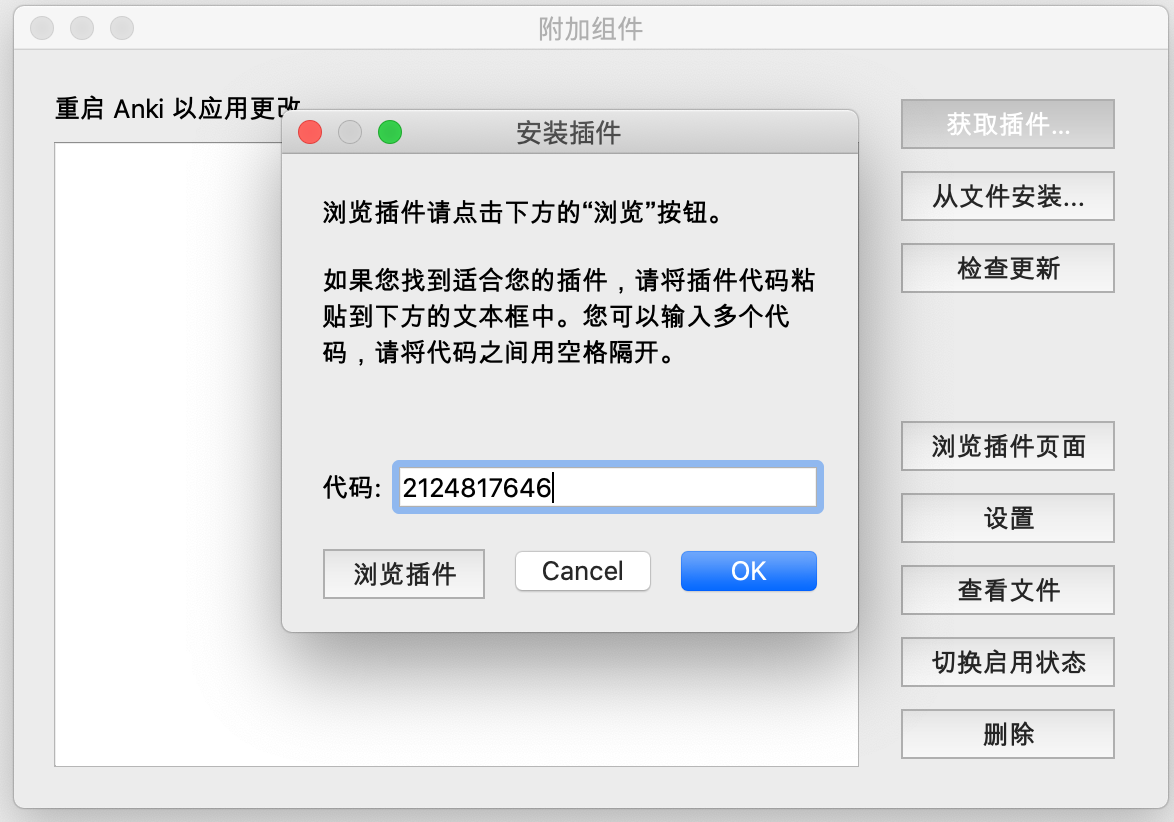 附加组件
重启 Anki 以应用更改
安装插件
浏览插件请点击下方的“浏览”按钮。
如果您找到适合您的插件，请将插件代码粘
贴到下方的文本框中。您可以输入多个代
码，请将代码之间用空格隔开。
代码: 2124817646
浏览插件
Cancel
OK
获取插件...
从文件安装...
检查更新
浏览插件页面
设置
查看文件
切换启用状态
删除